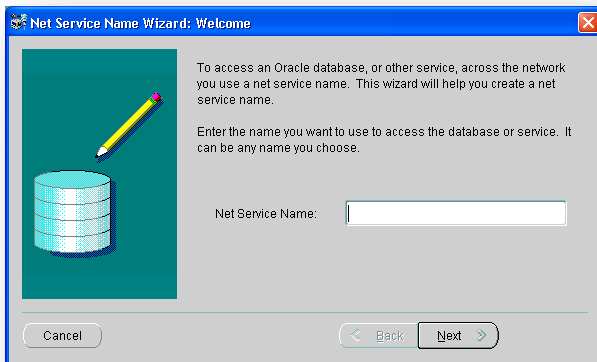 Net Service Name Wizard: Welcome
To access an Oracle database, or other service, across the network
you use a net service name. This wizard will help you create a net
service name.
Enter the name you want to use to access the database or service. It
can be any name you choose.
Net Service Name:
Cancel
Back
Next